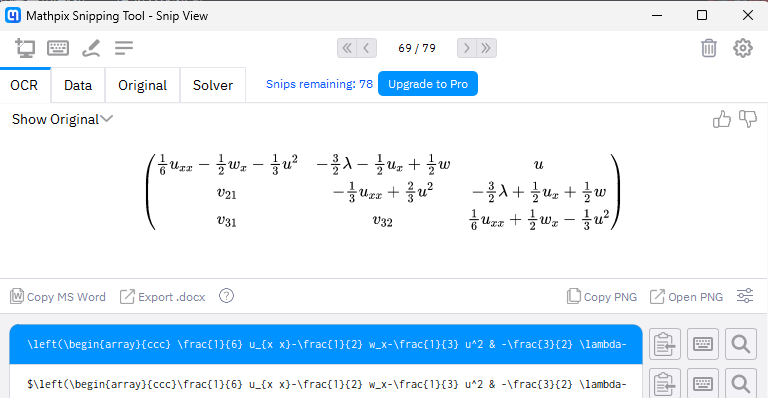 Mathpix Snipping Tool - Snip View
69 / 79
OCR Data Original Solver Snips remaining: 78 Upgrade to Pro
Show Original
\left(\begin{array}{ccc} \frac{1}{6} u_{xx} - \frac{1}{2} w_x - \frac{1}{3} u^2 & -\frac{3}{2} \lambda - \frac{1}{2} u_x + \frac{1}{2} w & u \\
v_{21} & -\frac{1}{3} u_{xx} + \frac{2}{3} u^2 & -\frac{3}{2} \lambda + \frac{1}{2} u_x + \frac{1}{2} w \\
v_{31} & v_{32} & \frac{1}{6} u_{xx} + \frac{1}{2} w_x - \frac{1}{3} u^2 \end{array}\right)
Copy MS Word Export .docx Copy PNG Open PNG
\left(\begin{array}{ccc} \frac{1}{6} u_{x x}-\frac{1}{2} w_x-\frac{1}{3} u^2 & -\frac{3}{2} \lambda-
$\left(\begin{array}{ccc}\frac{1}{6} u_{x x}-\frac{1}{2} w_x-\frac{1}{3} u^2 & -\frac{3}{2} \lambda-